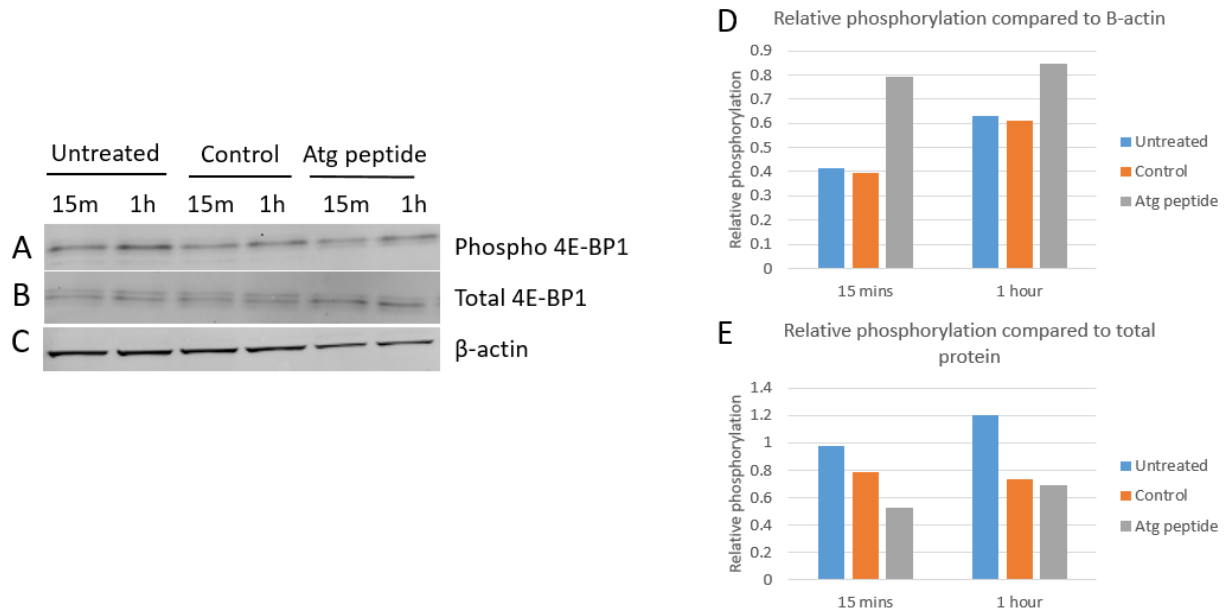 Untreated Control Atg peptide
15m 1h 15m 1h 15m 1h
A Phospho 4E-BP1
B Total 4E-BP1
C β-actin
D Relative phosphorylation compared to B-actin
Relative phosphorylation
0.9
0.8
0.7
0.6
0.5
0.4
0.3
0.2
0.1
0
15 mins 1 hour
Untreated
Control
Atg peptide
E Relative phosphorylation compared to total
protein
Relative phosphorylation
1.4
1.2
1
0.8
0.6
0.4
0.2
0
15 mins 1 hour
Untreated
Control
Atg peptide